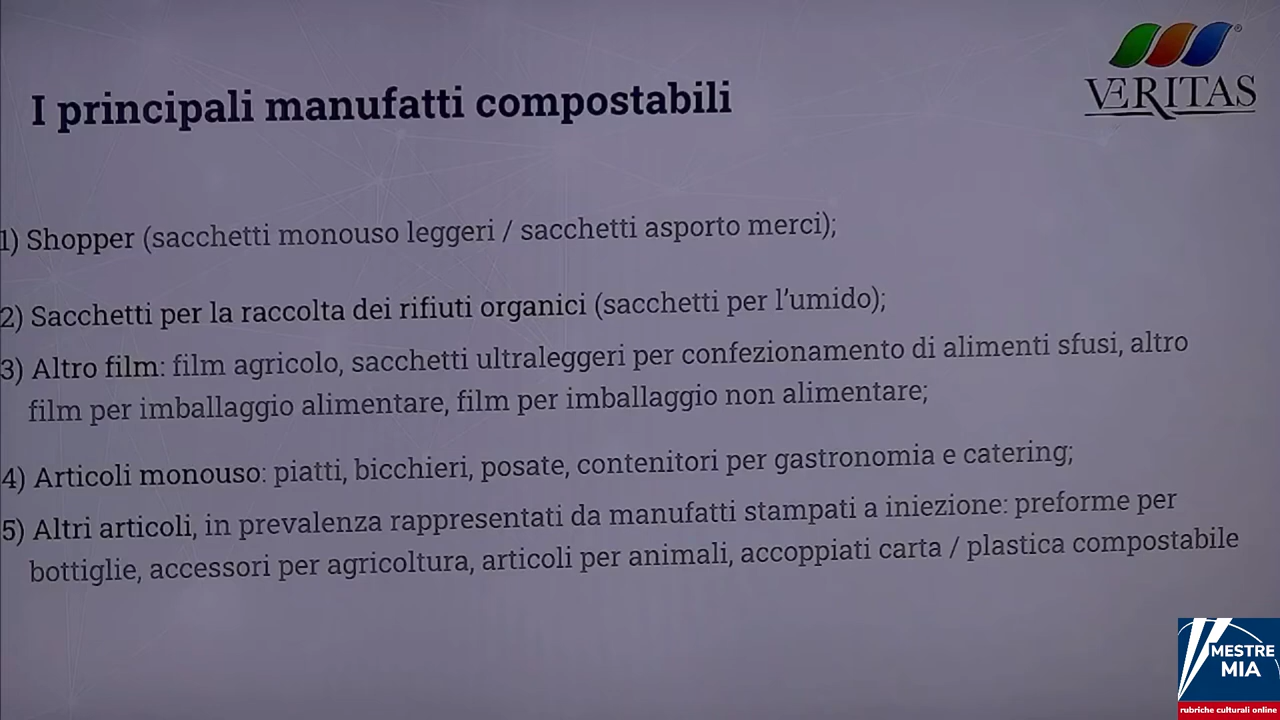 VERITAS
I principali manufatti compostabili
1) Shopper (sacchetti monouso leggeri / sacchetti asporto merci);
2) Sacchetti per la raccolta dei rifiuti organici (sacchetti per l'umido);
3) Altro film: film agricolo, sacchetti ultraleggeri per confezionamento di alimenti sfusi, altro
film per imballaggio alimentare, film per imballaggio non alimentare;
4) Articoli monouso: piatti, bicchieri, posate, contenitori per gastronomia e catering;
5) Altri articoli, in prevalenza rappresentati da manufatti stampati a iniezione: preforme per
bottiglie, accessori per agricoltura, articoli per animali, accoppiati carta / plastica compostabile
MESTRE
MIA
rubriche culturali online